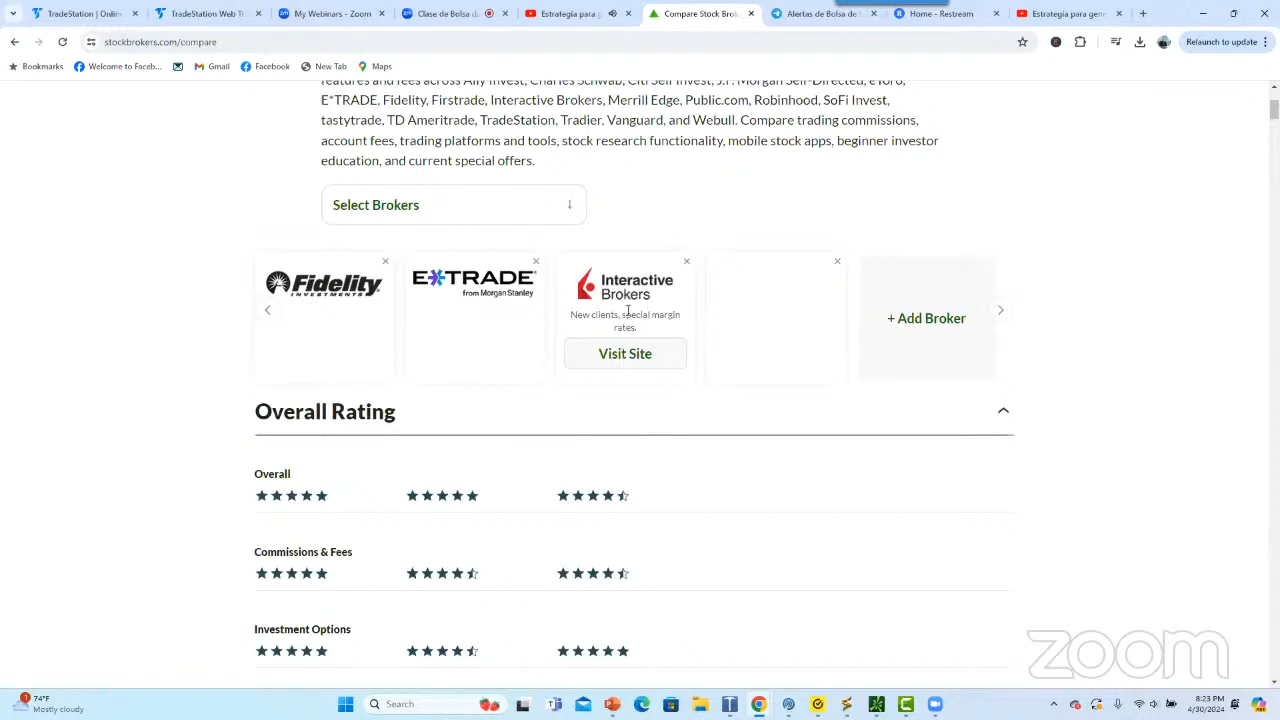 TradeStation | Online
TradeStation Web Tr
My Webinars - Zoom
Clase de Bolsa d
Estrategia para g
Compare Stock Brok
Alertas de Bolsa de
Home - Restream
Estrategia para gene
stockbrokers.com/compare
Relaunch to update
Bookmarks
Welcome to Faceb...
Gmail
Facebook
New Tab
Maps
features and fees across Ally Invest, Charles Schwab, Citi Self Invest, J.P. Morgan Self-Directed, eToro,
E*TRADE, Fidelity, Firstrade, Interactive Brokers, Merrill Edge, Public.com, Robinhood, SoFi Invest,
tastytrade, TD Ameritrade, TradeStation, Tradier, Vanguard, and Webull. Compare trading commissions,
account fees, trading platforms and tools, stock research functionality, mobile stock apps, beginner investor
education, and current special offers.
Select Brokers
Fidelity
INVESTMENTS
E*TRADE
from Morgan Stanley
Interactive
Brokers
New clients, special margin
rates.
Visit Site
+ Add Broker
Overall Rating
Overall
Commissions & Fees
Investment Options
zoom
74°F
Mostly cloudy
Search
8:23 PM
4/30/2024